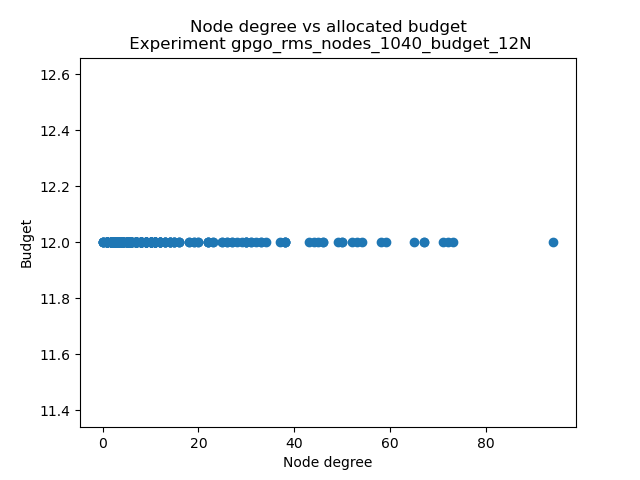 Node degree vs allocated budget
Experiment gpgo_rms_nodes_1040_budget_12N
12.6
12.4
12.2
12.0
11.8
11.6
11.4
Budget
0 20 40 60 80
Node degree